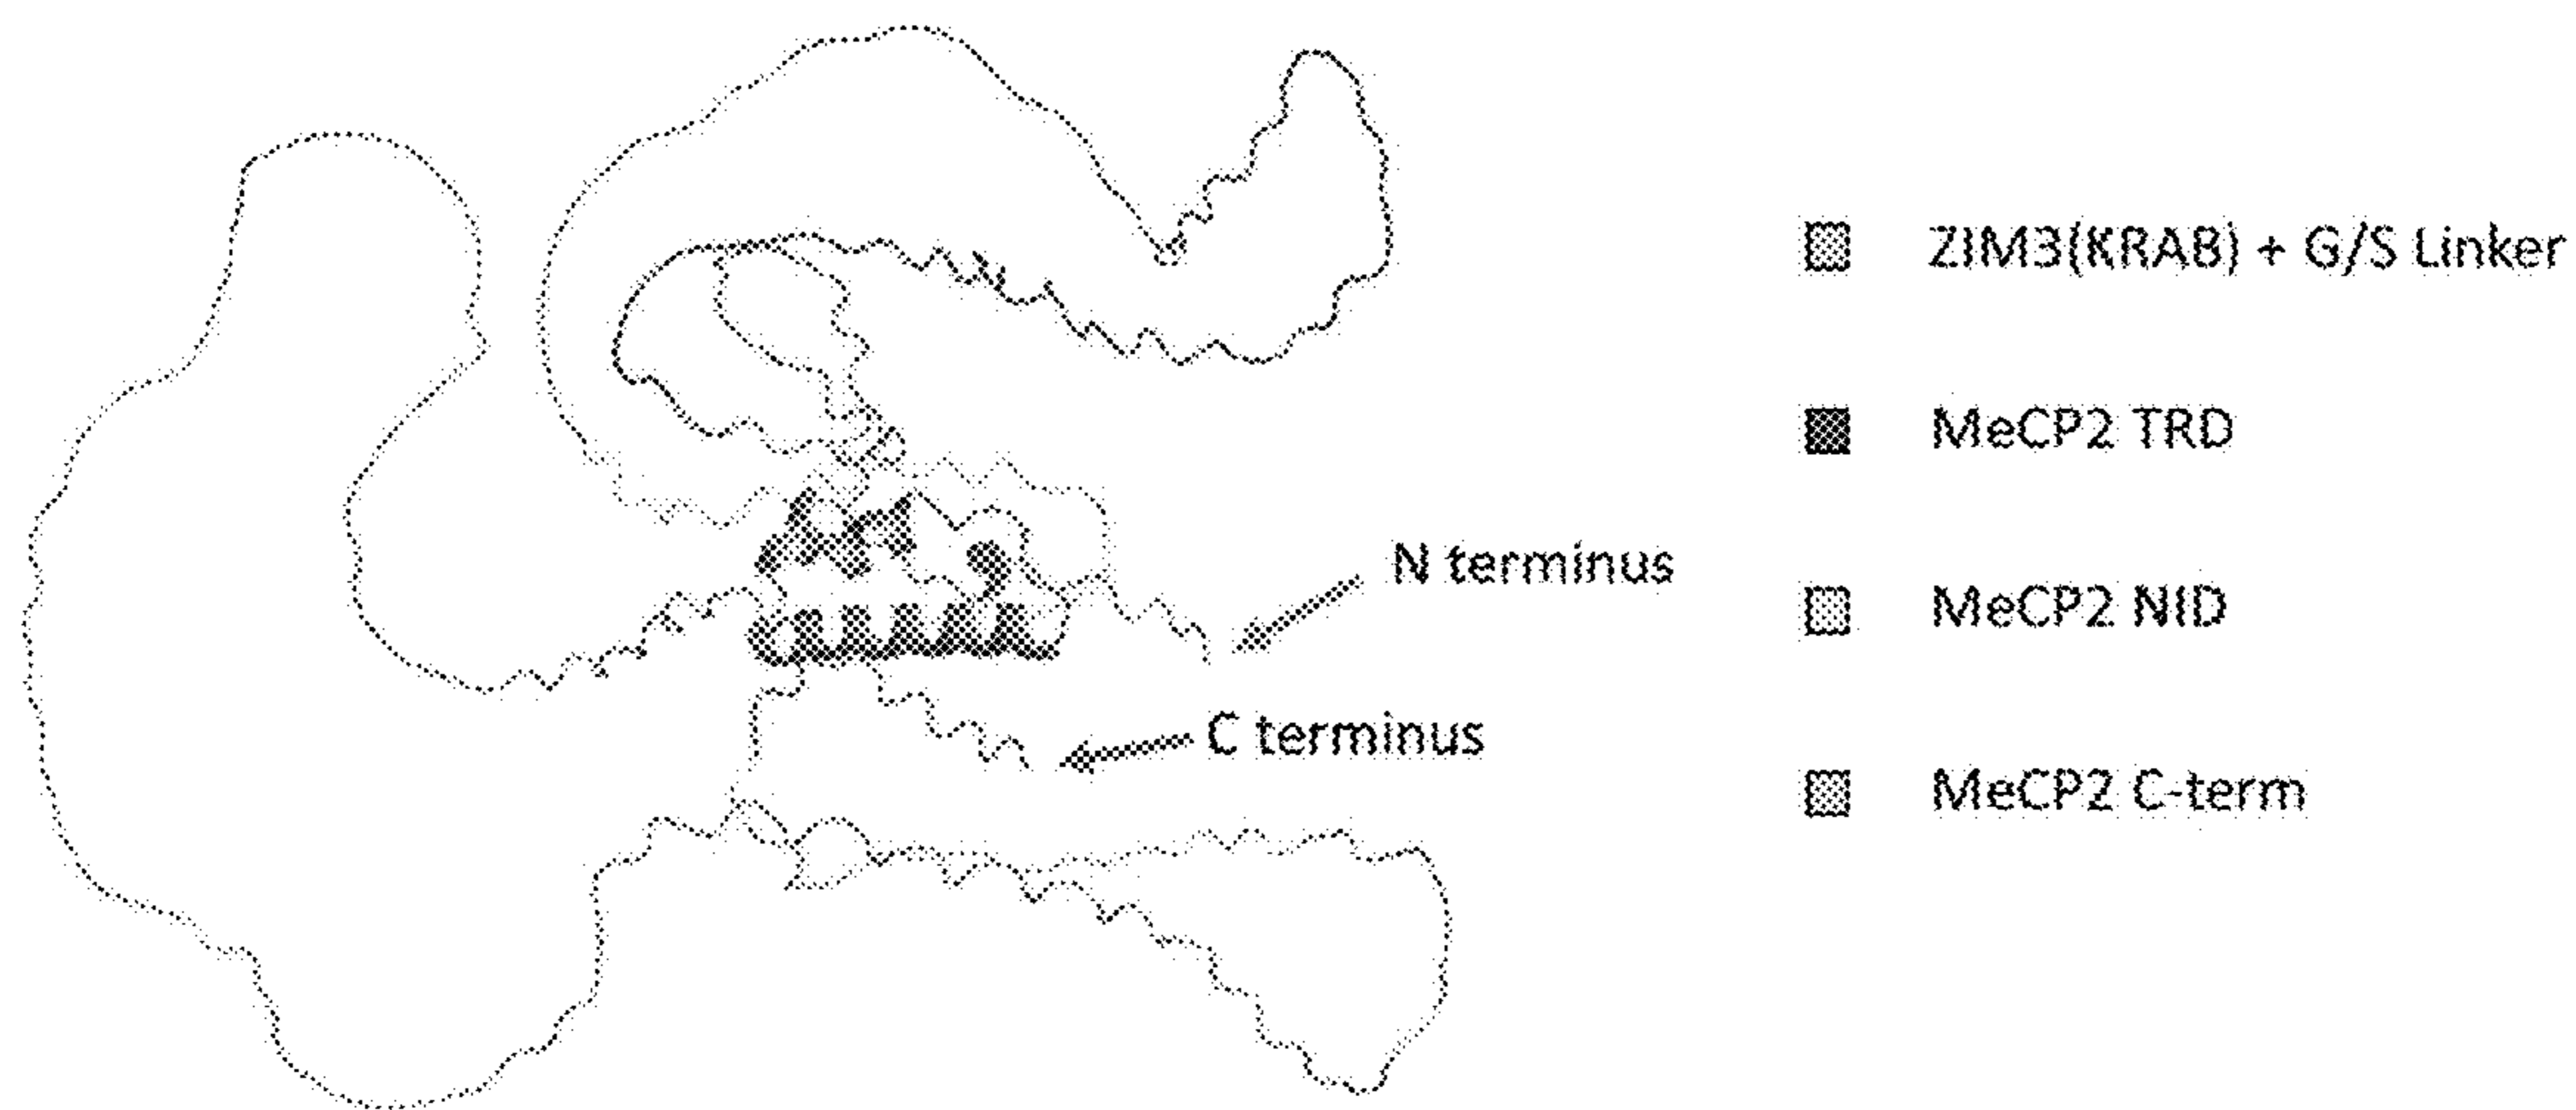 ZIM3(KRAB) + G/S Linker
MeCP2 TRD
N terminus
MeCP2 NID
C terminus
MeCP2 C-term